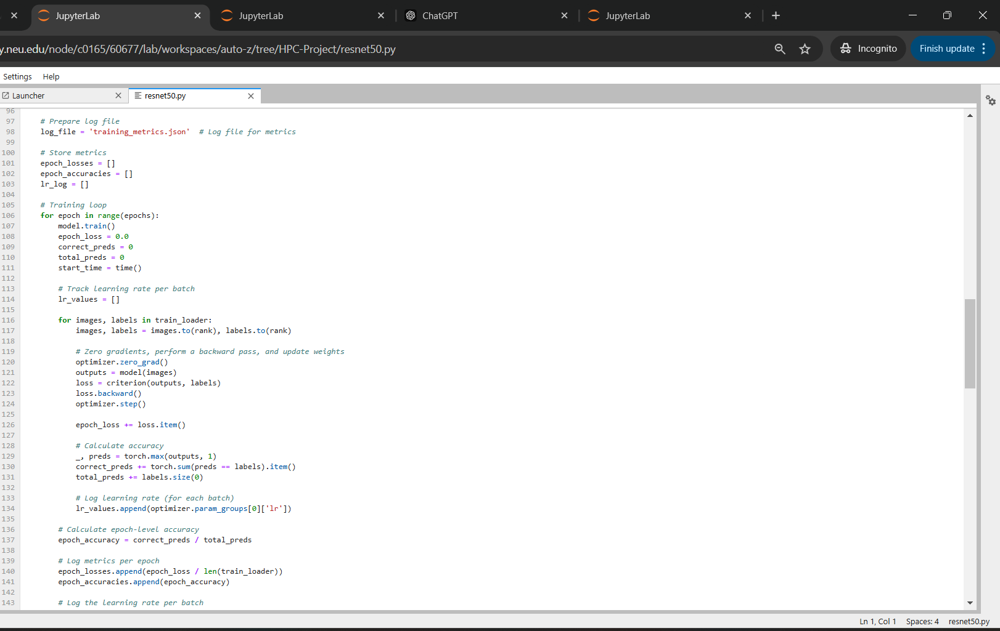 JupyterLab
JupyterLab
ChatGPT
JupyterLab
y.neu.edu/node/c0165/60677/lab/workspaces/auto-z/tree/HPC-Project/resnet50.py
Incognito
Finish update
Settings Help
Launcher
resnet50.py
96
97 # Prepare log file
98 log_file = 'training_metrics.json'  # Log file for metrics
99
100 # Store metrics
101 epoch_losses = []
102 epoch_accuracies = []
103 lr_log = []
104
105 # Training loop
106 for epoch in range(epochs):
107 model.train()
108 epoch_loss = 0.0
109 correct_preds = 0
110 total_preds = 0
111 start_time = time()
112
113 # Track learning rate per batch
114 lr_values = []
115
116 for images, labels in train_loader:
117 images, labels = images.to(rank), labels.to(rank)
118
119 # Zero gradients, perform a backward pass, and update weights
120 optimizer.zero_grad()
121 outputs = model(images)
122 loss = criterion(outputs, labels)
123 loss.backward()
124 optimizer.step()
125
126 epoch_loss += loss.item()
127
128 # Calculate accuracy
129 _, preds = torch.max(outputs, 1)
130 correct_preds += torch.sum(preds == labels).item()
131 total_preds += labels.size(0)
132
133 # Log learning rate (for each batch)
134 lr_values.append(optimizer.param_groups[0]['lr'])
135
136 # Calculate epoch-level accuracy
137 epoch_accuracy = correct_preds / total_preds
138
139 # Log metrics per epoch
140 epoch_losses.append(epoch_loss / len(train_loader))
141 epoch_accuracies.append(epoch_accuracy)
142
143 # Log the learning rate per batch
Ln 1, Col 1 Spaces: 4 resnet50.py